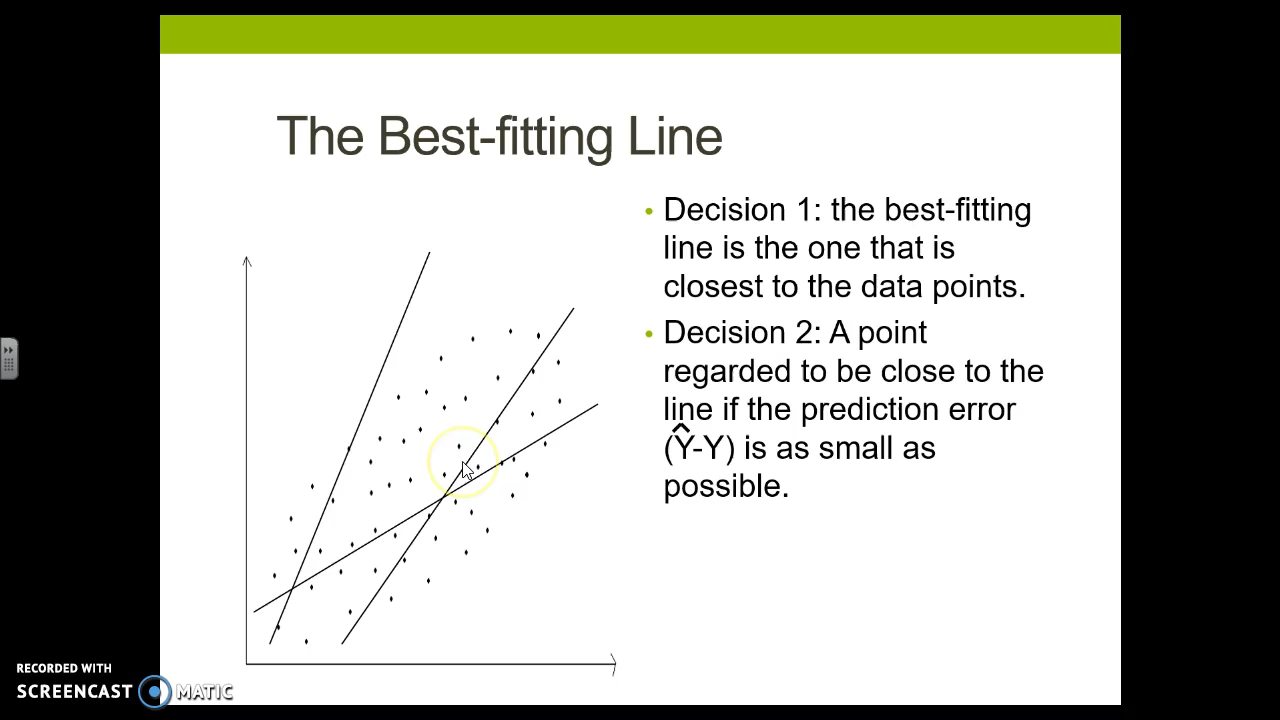 The Best-fitting Line
• Decision 1: the best-fitting
line is the one that is
closest to the data points.
• Decision 2: A point
regarded to be close to the
line if the prediction error
(Ŷ-Y) is as small as
possible.
RECORDED WITH
SCREENCAST MATIC